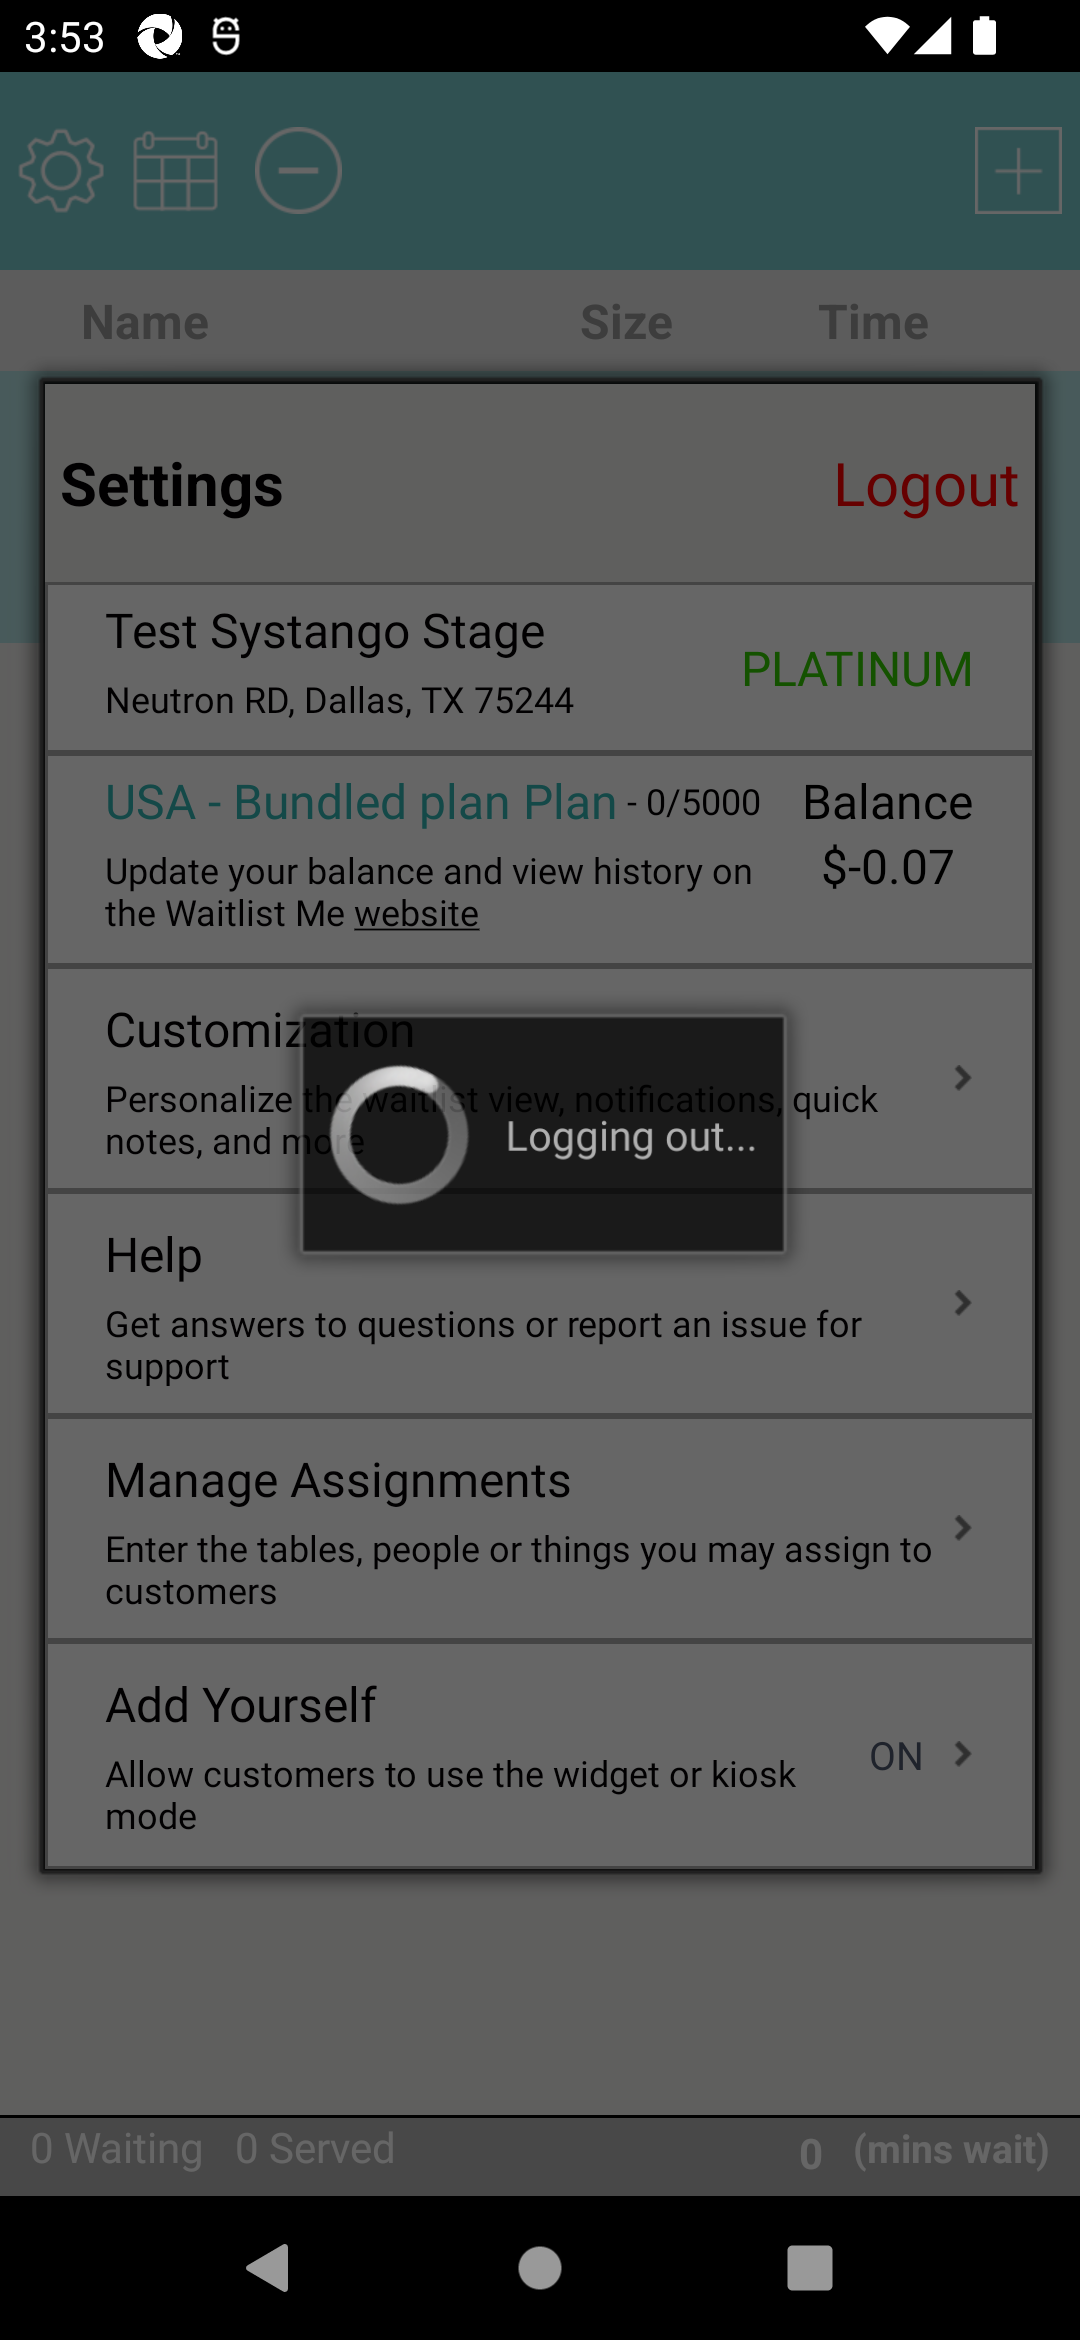 3:53
Name Size Time
Settings Logout
Test Systango Stage
Neutron RD, Dallas, TX 75244
PLATINUM
USA - Bundled plan Plan - 0/5000 Balance
$-0.07
Update your balance and view history on
the Waitlist Me website
Customization
Personalize the waitlist view, notifications, quick
notes, and more
Logging out...
Help
Get answers to questions or report an issue for
support
Manage Assignments
Enter the tables, people or things you may assign to
customers
Add Yourself
Allow customers to use the widget or kiosk
mode
ON
0 Waiting 0 Served 0 (mins wait)